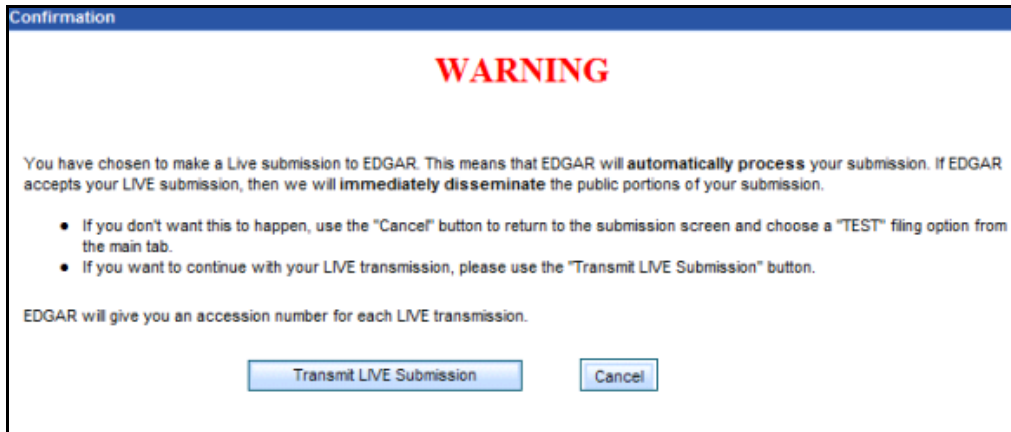 Confirmation
WARNING
You have chosen to make a Live submission to EDGAR. This means that EDGAR will automatically process your submission. If EDGAR
accepts your LIVE submission, then we will immediately disseminate the public portions of your submission.
• If you don't want this to happen, use the "Cancel" button to return to the submission screen and choose a "TEST" filing option from
the main tab.
• If you want to continue with your LIVE transmission, please use the "Transmit LIVE Submission" button.
EDGAR will give you an accession number for each LIVE transmission.
Transmit LIVE Submission Cancel